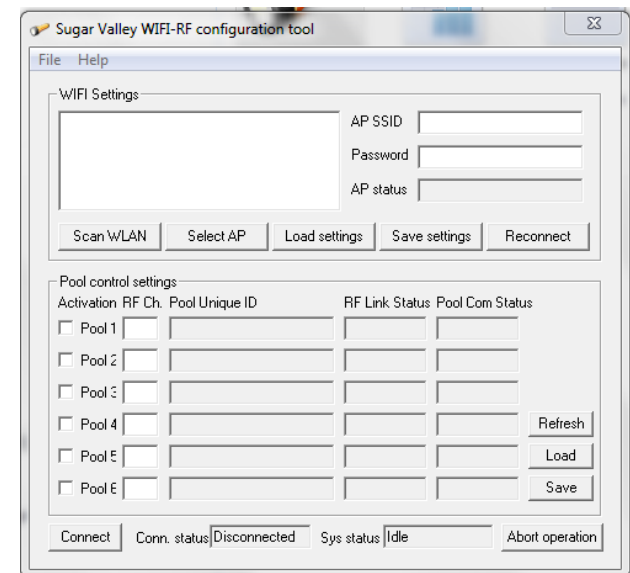 Sugar Valley WIFI-RF configuration tool
File Help
WIFI Settings
AP SSID
Password
AP status
Scan WLAN Select AP Load settings Save settings Reconnect
Pool control settings
Activation RF Ch. Pool Unique ID RF Link Status Pool Com Status
Pool 1
Pool 2
Pool 3
Pool 4 Refresh
Pool 5 Load
Pool 6 Save
Connect Conn. status Disconnected Sys status Idle Abort operation